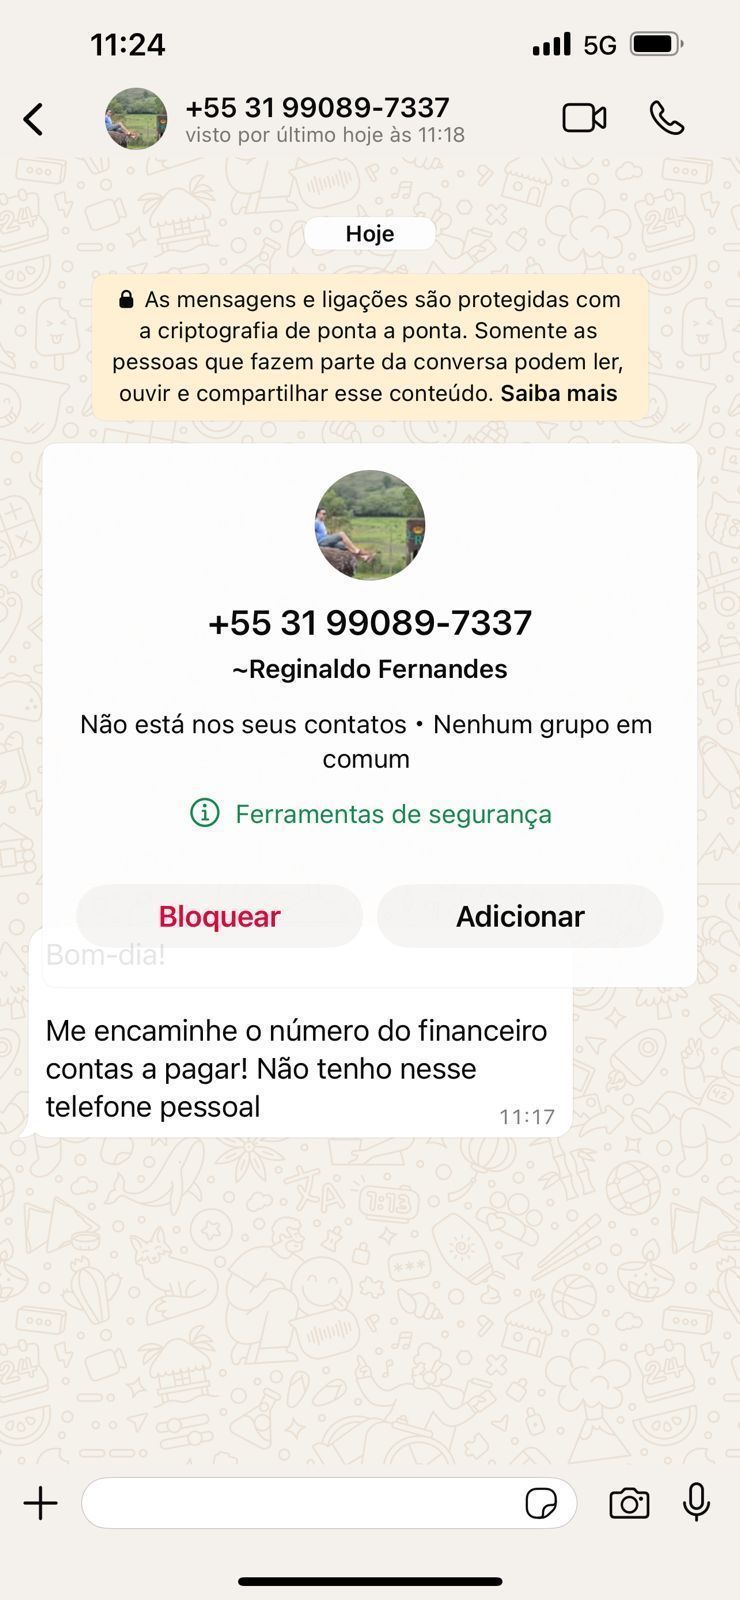 11:24
5G
+55 31 99089-7337
visto por último hoje às 11:18
Hoje
As mensagens e ligações são protegidas com
a criptografia de ponta a ponta. Somente as
pessoas que fazem parte da conversa podem ler,
ouvir e compartilhar esse conteúdo. Saiba mais
+55 31 99089-7337
~Reginaldo Fernandes
Não está nos seus contatos • Nenhum grupo em
comum
Ferramentas de segurança
Bloquear
Adicionar
Bom-dia!
Me encaminhe o número do financeiro
contas a pagar! Não tenho nesse
telefone pessoal
11:17